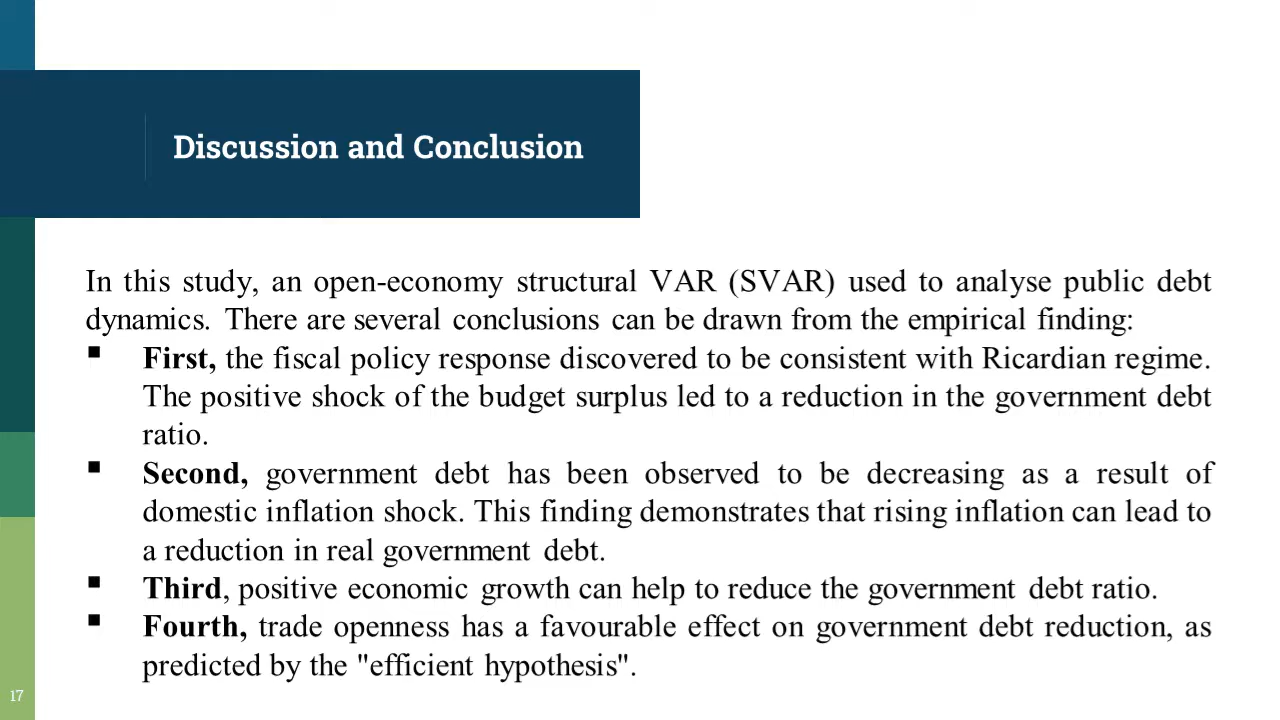 Discussion and Conclusion
In this study, an open-economy structural VAR (SVAR) used to analyse public debt
dynamics. There are several conclusions can be drawn from the empirical finding:
▪ First, the fiscal policy response discovered to be consistent with Ricardian regime.
The positive shock of the budget surplus led to a reduction in the government debt
ratio.
▪ Second, government debt has been observed to be decreasing as a result of
domestic inflation shock. This finding demonstrates that rising inflation can lead to
a reduction in real government debt.
▪ Third, positive economic growth can help to reduce the government debt ratio.
▪ Fourth, trade openness has a favourable effect on government debt reduction, as
predicted by the "efficient hypothesis".
17